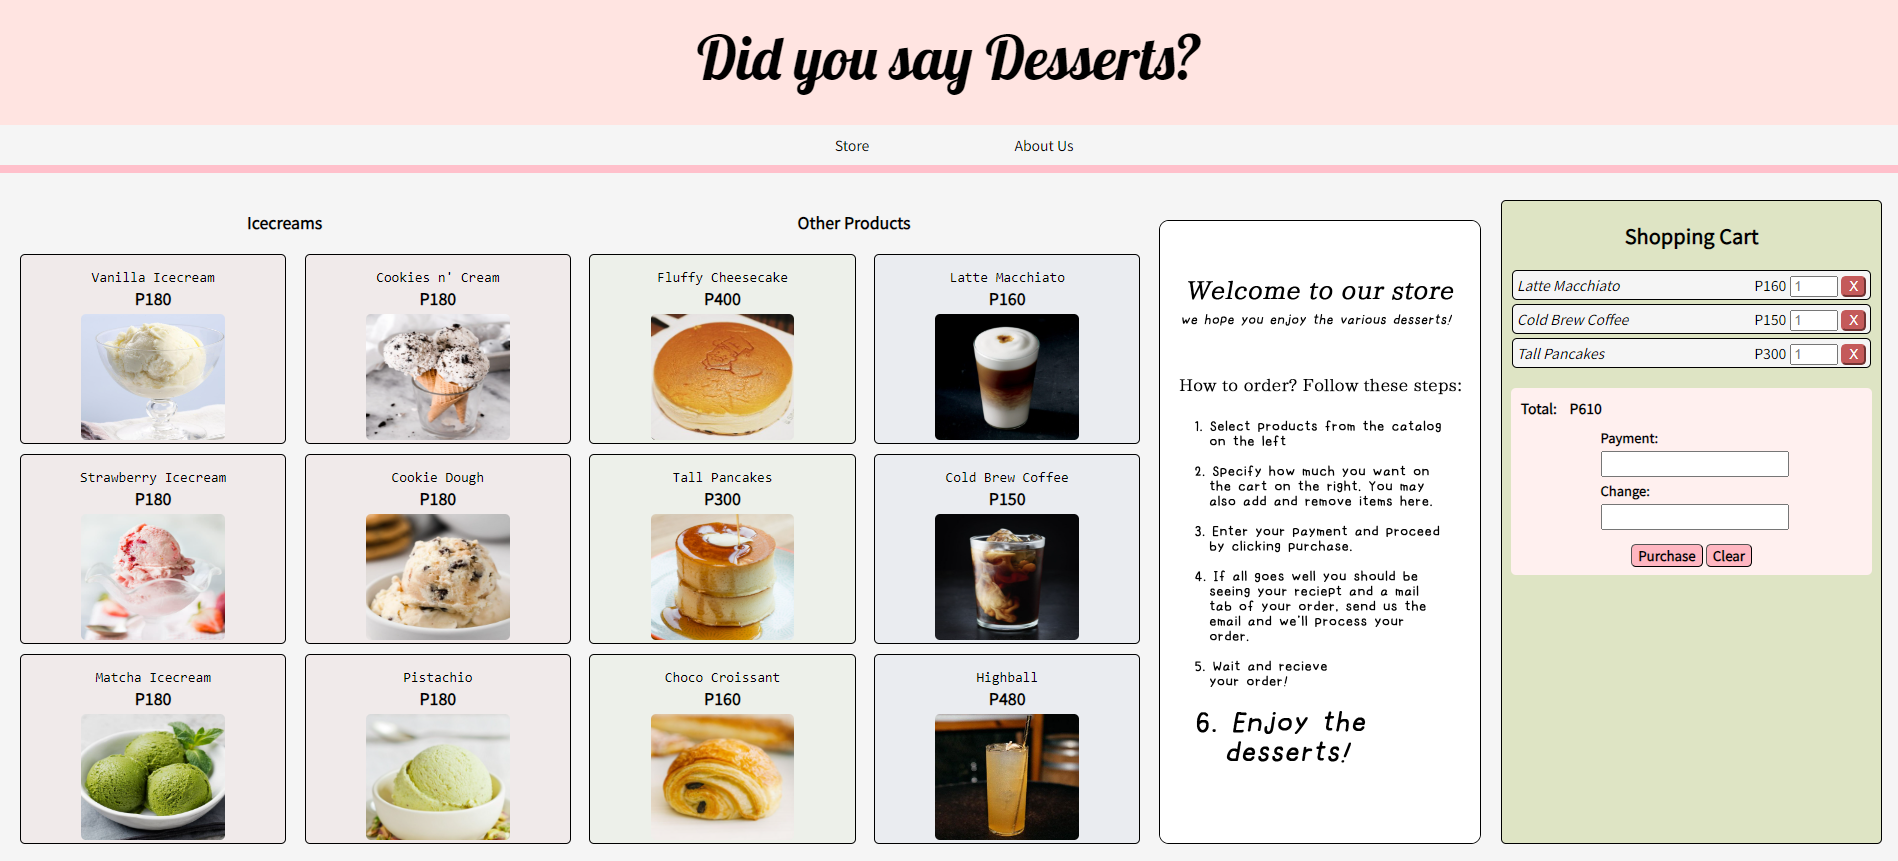 Did you say Desserts?
Store
About Us
Icecreams
Other Products
Vanilla Icecream
P180
Cookies n' Cream
P180
Fluffy Cheesecake
P400
Latte Macchiato
P160
Strawberry Icecream
P180
Cookie Dough
P180
Tall Pancakes
P300
Cold Brew Coffee
P150
Matcha Icecream
P180
Pistachio
P180
Choco Croissant
P160
Highball
P480
Welcome to our store
we hope you enjoy the various desserts!
How to order? Follow these steps:
1. Select products from the catalog
on the left
2. Specify how much you want on
the cart on the right. You may
also add and remove items here.
3. Enter your payment and proceed
by clicking purchase.
4. If all goes well you should be
seeing your reciept and a mail
tab of your order, send us the
email and we'll process your
order.
5. Wait and recieve
your order!
6. Enjoy the
desserts!
Shopping Cart
Latte Macchiato P160 1 X
Cold Brew Coffee P150 1 X
Tall Pancakes P300 1 X
Total: P610
Payment:
Change:
Purchase Clear